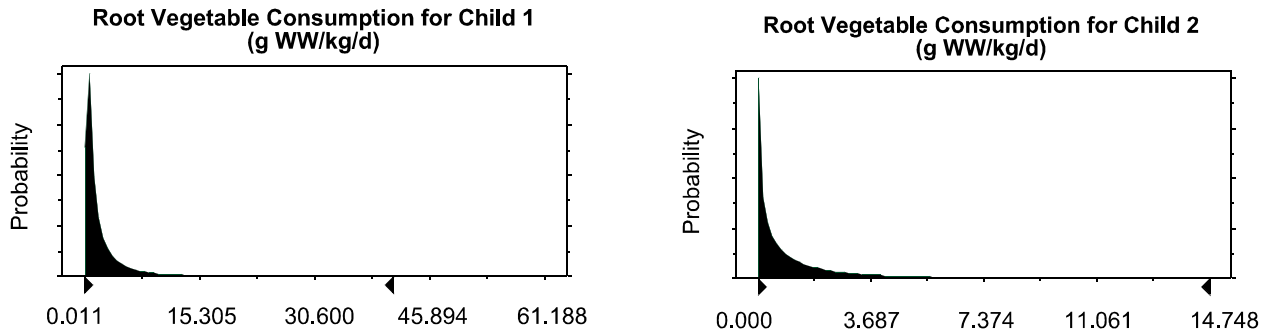 Root Vegetable Consumption for Child 1
(g WW/kg/d)
Probability
0.011 15.305 30.600 45.894 61.188
Root Vegetable Consumption for Child 2
(g WW/kg/d)
Probability
0.000 3.687 7.374 11.061 14.748